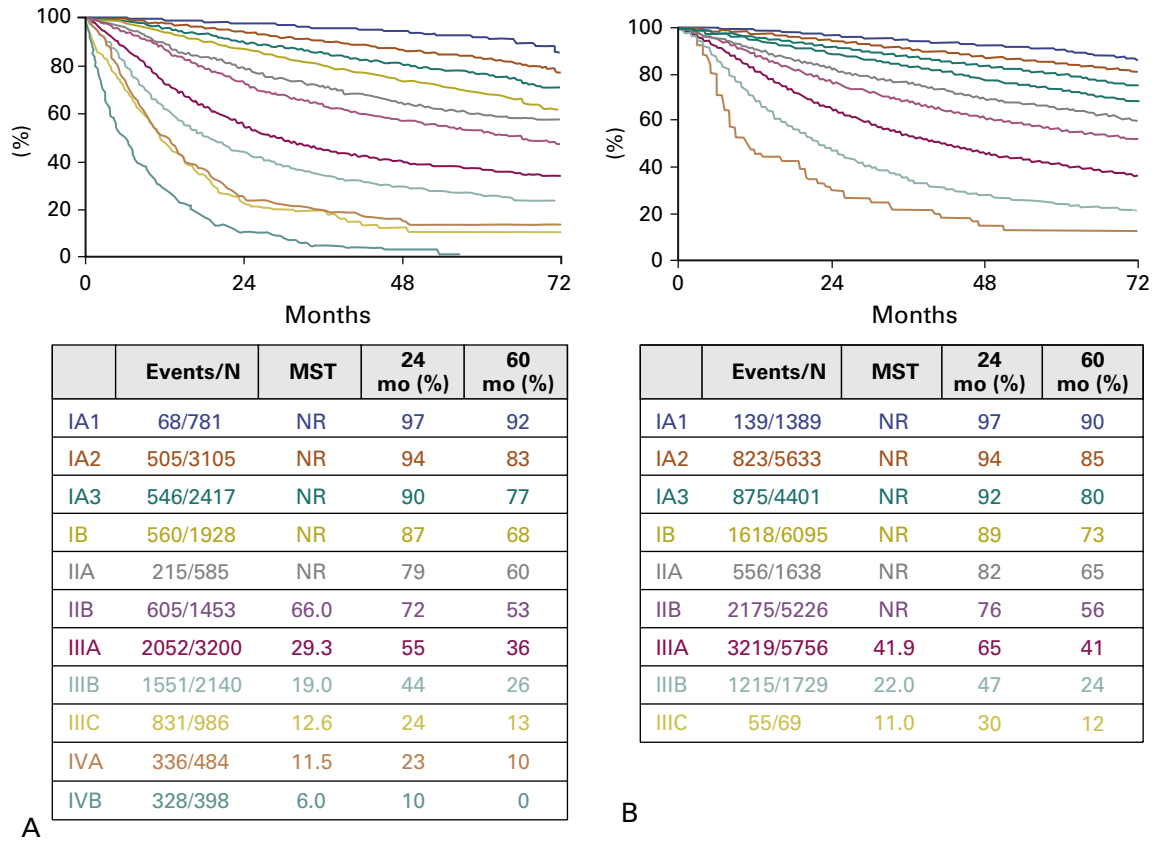 100
80
60
40
20
0
(%)
0 24 48 72
Months
Events/N MST 24 mo (%) 60 mo (%)
IA1 68/781 NR 97 92
IA2 505/3105 NR 94 83
IA3 546/2417 NR 90 77
IB 560/1928 NR 87 68
IIA 215/585 NR 79 60
IIB 605/1453 66.0 72 53
IIIA 2052/3200 29.3 55 36
IIIB 1551/2140 19.0 44 26
IIIC 831/986 12.6 24 13
IVA 336/484 11.5 23 10
IVB 328/398 6.0 10 0
A
100
80
60
40
20
0
(%)
0 24 48 72
Months
Events/N MST 24 mo (%) 60 mo (%)
IA1 139/1389 NR 97 90
IA2 823/5633 NR 94 85
IA3 875/4401 NR 92 80
IB 1618/6095 NR 89 73
IIA 556/1638 NR 82 65
IIB 2175/5226 NR 76 56
IIIA 3219/5756 41.9 65 41
IIIB 1215/1729 22.0 47 24
IIIC 55/69 11.0 30 12
B